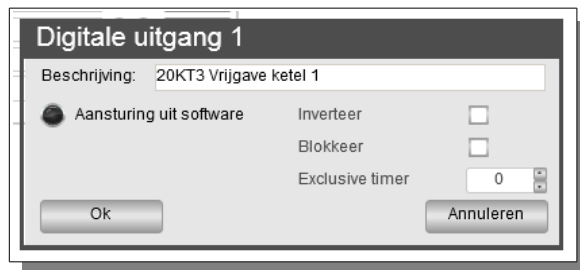 Digitale uitgang 1
Beschrijving: 20KT3 Vrijgave ketel 1
Aansturing uit software Inverteer
Blokkeer
Exclusive timer 0
Ok Annuleren